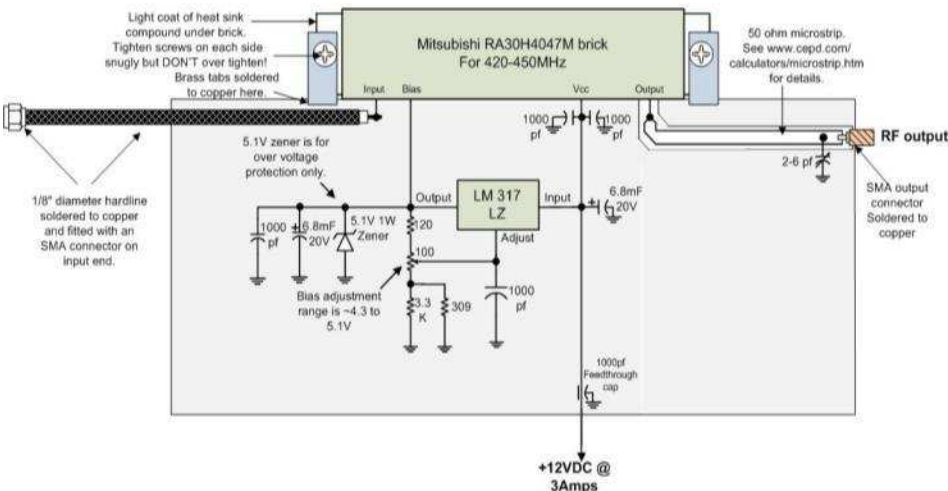 Light coat of heat sink
compound under brick.
Tighten screws on each side
snugly but DON'T over tighten!
Brass tabs soldered
to copper here.
Mitsubishi RA30H4047M brick
For 420-450MHz
Input
Bias
Vcc
Output
50 ohm microstrip.
See www.cepd.com/
calculators/microstrip.htm
for details.
1000
pf
1000
pf
RF output
2-6 pf
SMA output
connector
Soldered to
copper
5.1V zener is for
over voltage
protection only.
1/8" diameter hardline
soldered to copper
and fitted with an
SMA connector on
input end.
Output
LM 317
LZ
Input
Adjust
+
6.8mF
20V
1000
pf
+
6.8mF
20V
5.1V 1W
Zener
120
100
Bias adjustment
range is ~4.3 to
5.1V
3.3
K
309
1000
pf
1000pf
Feedthrough
cap
+12VDC @
3Amps